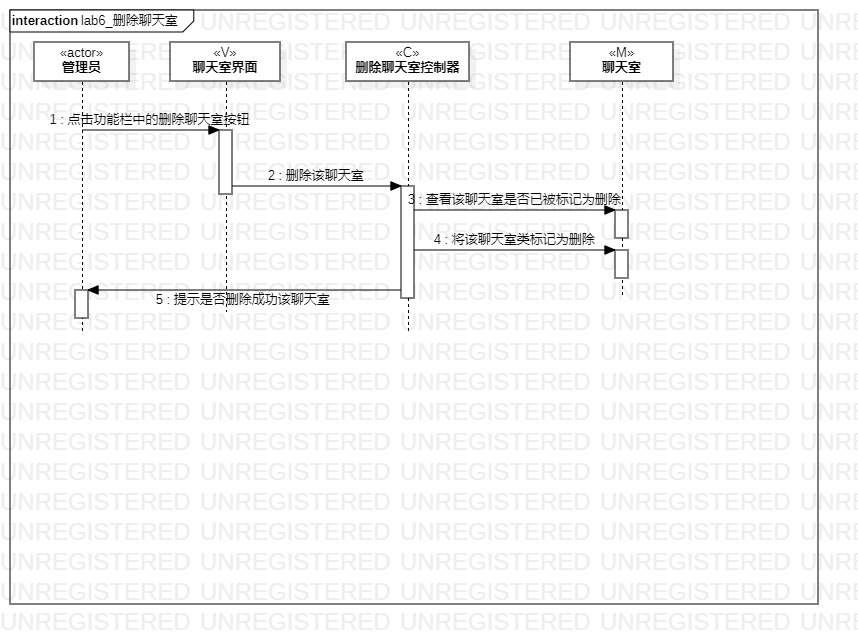 interaction lab6_删除聊天室
«actor»
管理员
«V»
聊天室界面
«C»
删除聊天室控制器
«M»
聊天室
1 : 点击功能栏中的删除聊天室按钮
2 : 删除该聊天室
3 : 查看该聊天室是否已被标记为删除
4 : 将该聊天室类标记为删除
5 : 提示是否删除成功该聊天室
UNREGISTERED UNREGISTERED UNREGISTERED UNREGISTERED